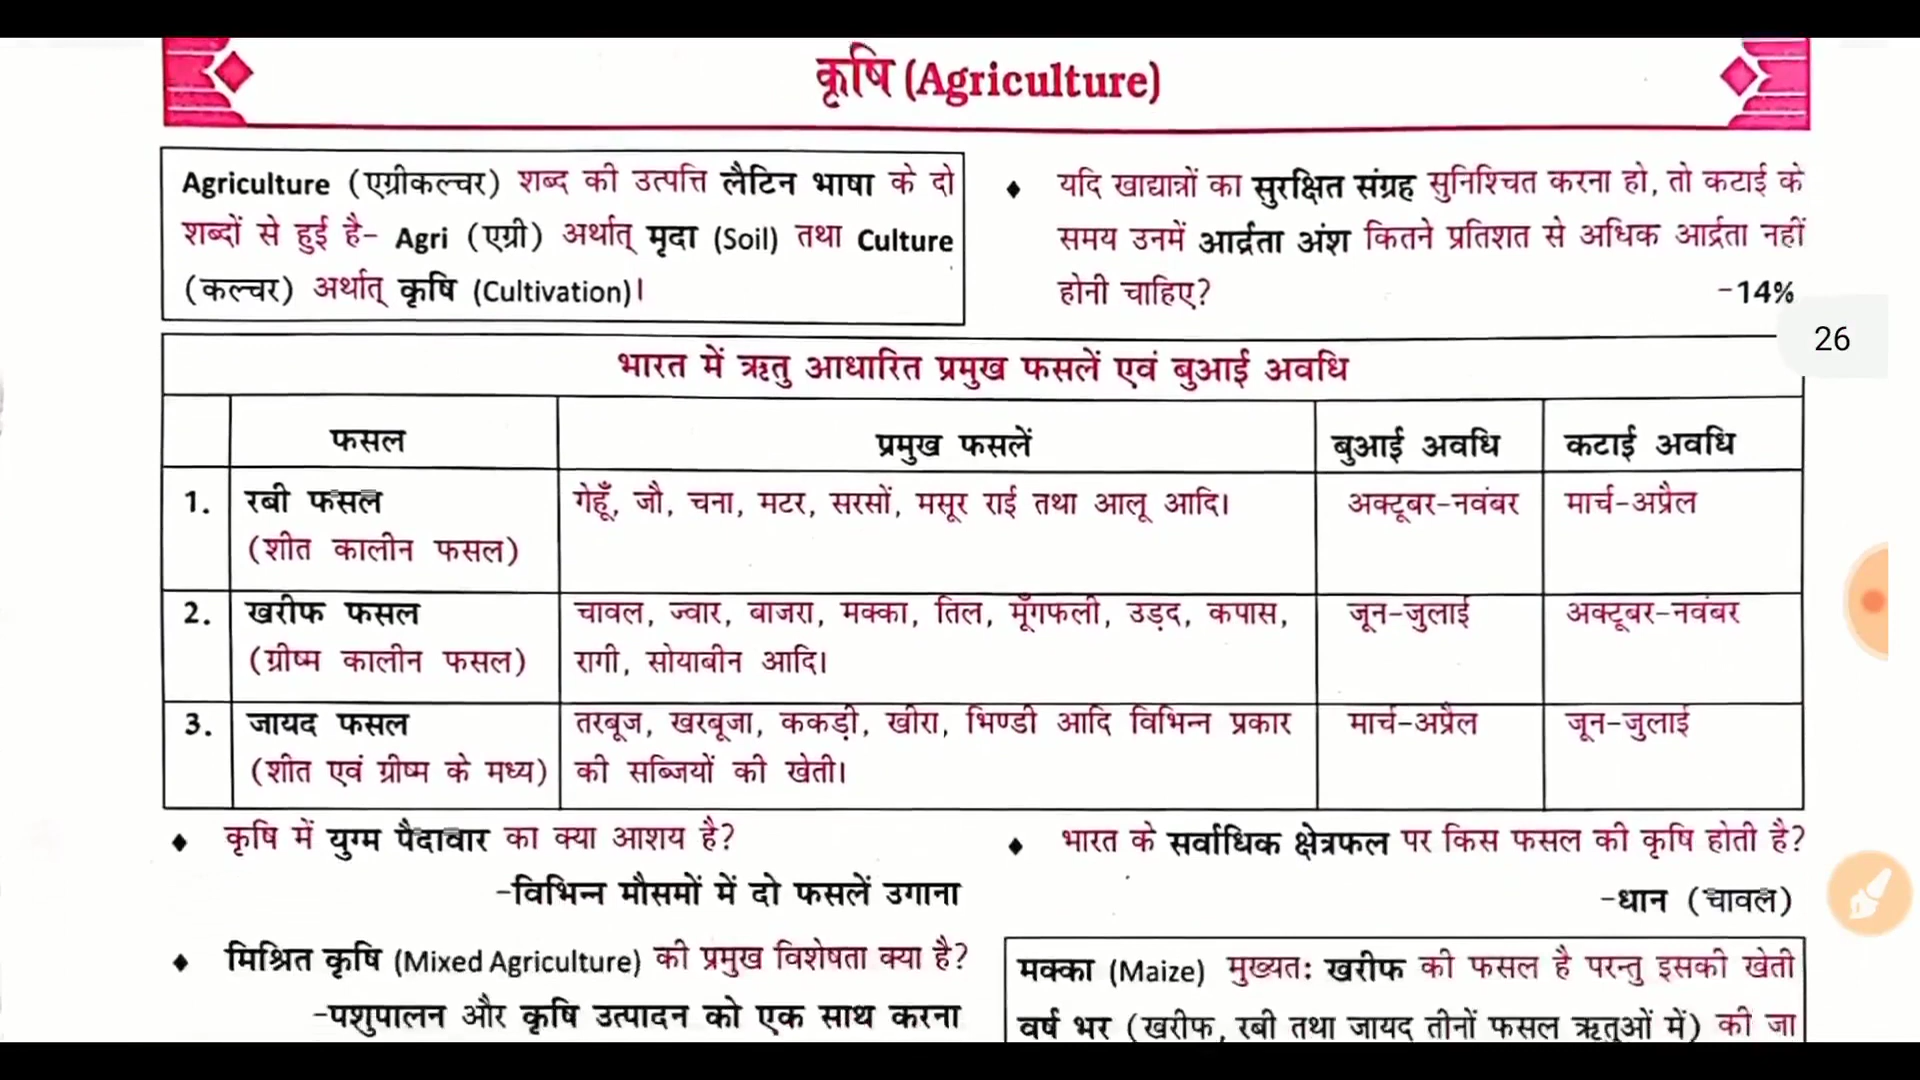 कृषि (Agriculture)
Agriculture (एग्रीकल्चर) शब्द की उत्पत्ति लैटिन भाषा के दो
शब्दों से हुई है- Agri (एग्री) अर्थात् मृदा (Soil) तथा Culture
(कल्चर) अर्थात् कृषि (Cultivation)।
♦ यदि खाद्यान्नों का सुरक्षित संग्रह सुनिश्चित करना हो, तो कटाई के
समय उनमें आर्द्रता अंश कितने प्रतिशत से अधिक आर्द्रता नहीं
होनी चाहिए? -14%
26
भारत में ऋतु आधारित प्रमुख फसलें एवं बुआई अवधि
फसल प्रमुख फसलें बुआई अवधि कटाई अवधि
1. रबी फसल गेहूँ, जौ, चना, मटर, सरसों, मसूर राई तथा आलू आदि। अक्टूबर-नवंबर मार्च-अप्रैल
(शीत कालीन फसल)
2. खरीफ फसल चावल, ज्वार, बाजरा, मक्का, तिल, मूँगफली, उड़द, कपास, जून-जुलाई अक्टूबर-नवंबर
(ग्रीष्म कालीन फसल) रागी, सोयाबीन आदि।
3. जायद फसल तरबूज, खरबूजा, ककड़ी, खीरा, भिण्डी आदि विभिन्न प्रकार मार्च-अप्रैल जून-जुलाई
(शीत एवं ग्रीष्म के मध्य) की सब्जियों की खेती।
♦ कृषि में युग्म पैदावार का क्या आशय है?
-विभिन्न मौसमों में दो फसलें उगाना
♦ मिश्रित कृषि (Mixed Agriculture) की प्रमुख विशेषता क्या है?
-पशुपालन और कृषि उत्पादन को एक साथ करना
♦ भारत के सर्वाधिक क्षेत्रफल पर किस फसल की कृषि होती है?
-धान (चावल)
मक्का (Maize) मुख्यतः खरीफ की फसल है परन्तु इसकी खेती
वर्ष भर (खरीफ, रबी तथा जायद तीनों फसल ऋतुओं में) की जा